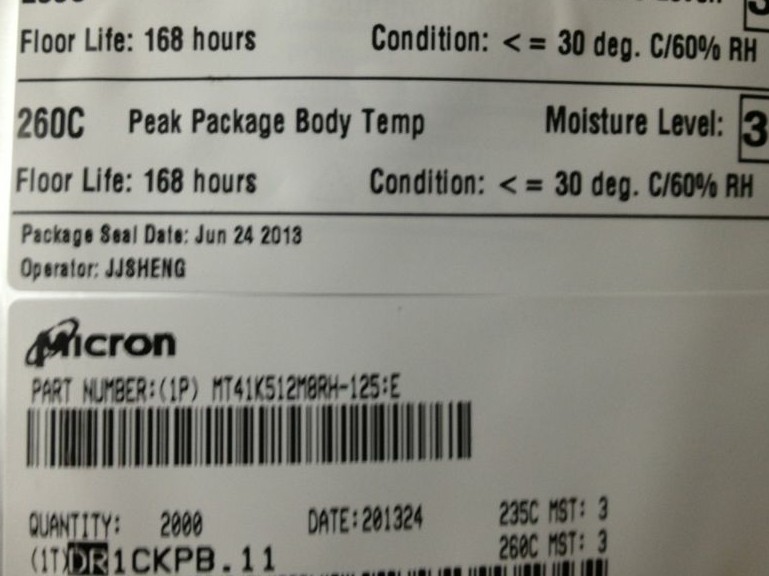 Floor Life: 168 hours Condition: < = 30 deg. C/60% RH
260C Peak Package Body Temp Moisture Level: 3
Floor Life: 168 hours Condition: < = 30 deg. C/60% RH
Package Seal Date: Jun 24 2013
Operator: JJSHENG
Micron
PART NUMBER:(1P) MT41K512M8RH-125:E
QUANTITY: 2000 DATE:201324 235C MST: 3
260C MST: 3
(1T)DR1CKPB.11